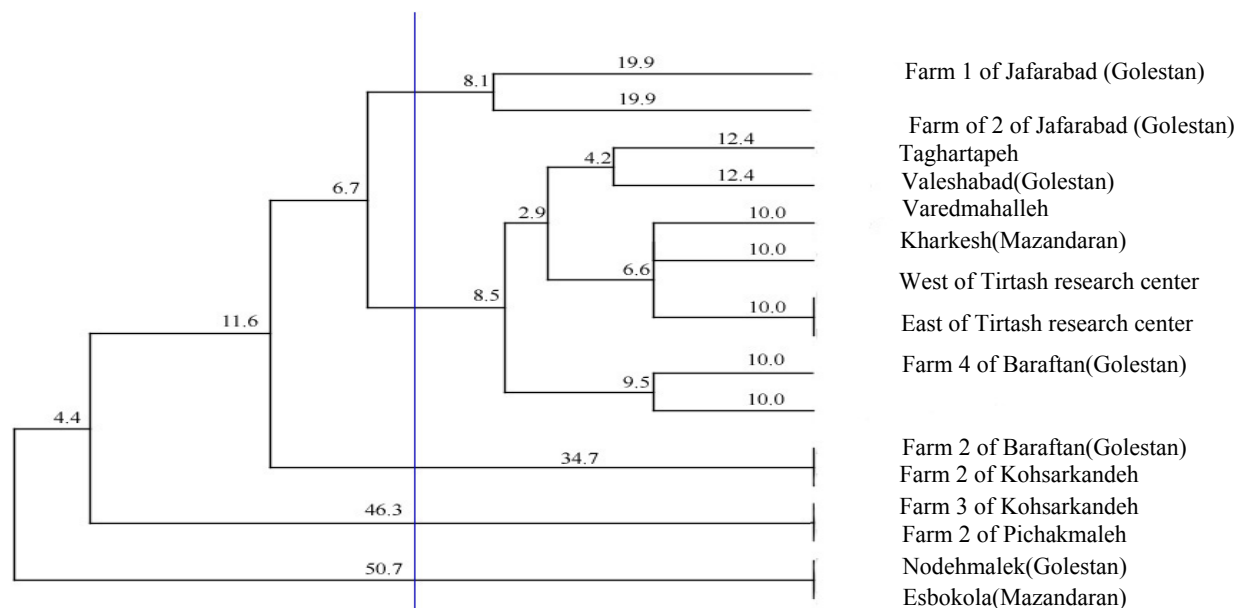 19.9
Farm 1 of Jafarabad (Golestan)
8.1
19.9
Farm of 2 of Jafarabad (Golestan)
12.4
Taghartapeh
4.2
12.4
Valeshabad(Golestan)
6.7
2.9
10.0
Varedmahalleh
Kharkesh(Mazandaran)
10.0
6.6
West of Tirtash research center
8.5
10.0
11.6
East of Tirtash research center
10.0
Farm 4 of Baraftan(Golestan)
9.5
10.0
4.4
Farm 2 of Baraftan(Golestan)
34.7
Farm 2 of Kohsarkandeh
46.3
Farm 3 of Kohsarkandeh
Farm 2 of Pichakmaleh
50.7
Nodehmalek(Golestan)
Esbokola(Mazandaran)